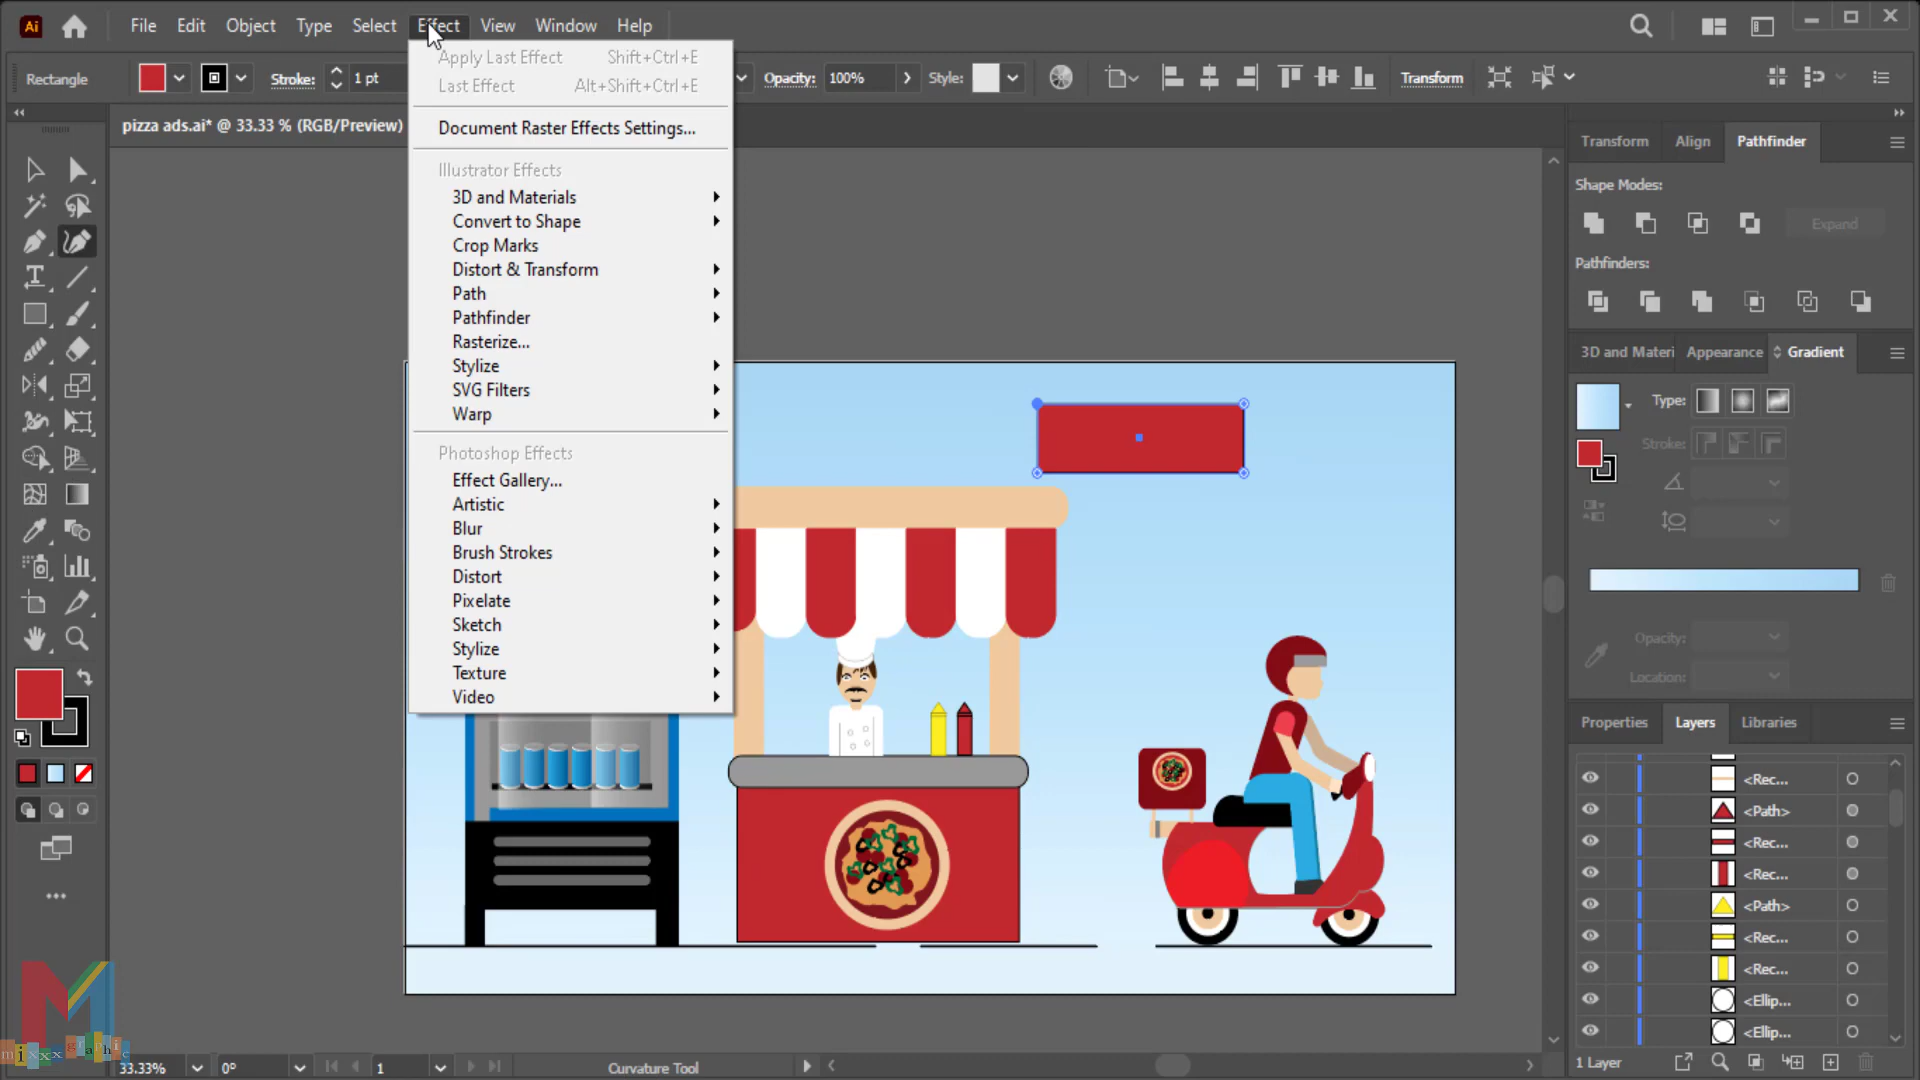 Ai File Edit Object Type Select Effect View Window Help
Rectangle Stroke: 1 pt Opacity: 100% Style: Transform
pizza ads.ai* @ 33.33 % (RGB/Preview)
Apply Last Effect Shift+Ctrl+E
Last Effect Alt+Shift+Ctrl+E
Document Raster Effects Settings...
Illustrator Effects
3D and Materials
Convert to Shape
Crop Marks
Distort & Transform
Path
Pathfinder
Rasterize...
Stylize
SVG Filters
Warp
Photoshop Effects
Effect Gallery...
Artistic
Blur
Brush Strokes
Distort
Pixelate
Sketch
Stylize
Texture
Video
Transform Align Pathfinder
Shape Modes:
Expand
Pathfinders:
3D and Materi Appearance Gradient
Type:
Stroke:
Opacity:
Location:
Properties Layers Libraries
<Rec...
<Path>
<Rec...
<Rec...
<Path>
<Rec...
<Rec...
<Ellip...
<Ellip...
1 Layer
M
mixxx graphic
33.33% 0° 1 Curvature Tool